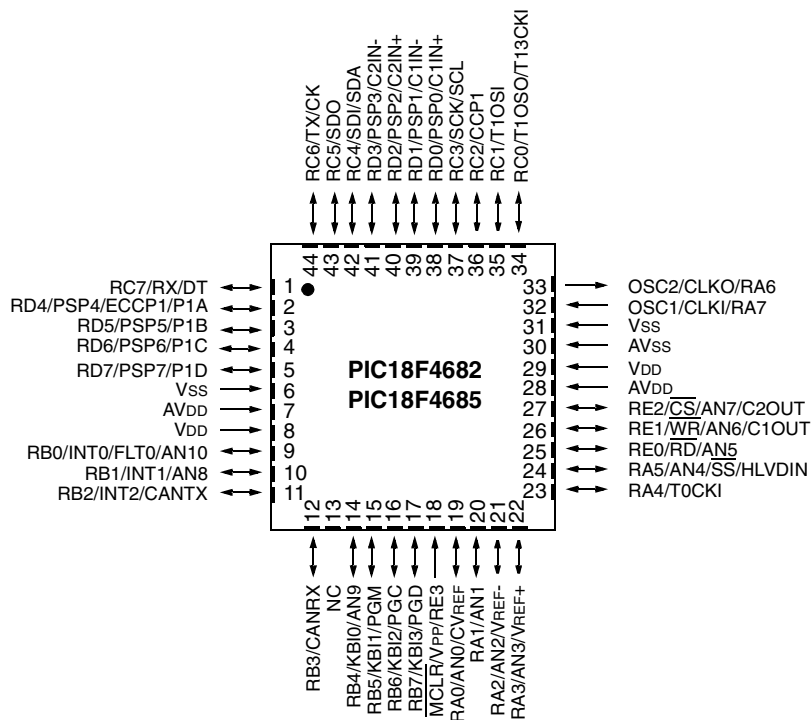 RC6/TX/CK
RC5/SDO
RC4/SDI/SDA
RD3/PSP3/C2IN-
RD2/PSP2/C2IN+
RD1/PSP1/C1IN-
RD0/PSP0/C1IN+
RC3/SCK/SCL
RC2/CCP1
RC1/T1OSI
RC0/T1OSO/T13CKI
44
43
42
41
40
39
38
37
36
35
34
RC7/RX/DT 1
RD4/PSP4/ECCP1/P1A 2
RD5/PSP5/P1B 3
RD6/PSP6/P1C 4
RD7/PSP7/P1D 5
VSS 6
AVDD 7
VDD 8
RB0/INT0/FLT0/AN10 9
RB1/INT1/AN8 10
RB2/INT2/CANTX 11
PIC18F4682
PIC18F4685
33 OSC2/CLKO/RA6
32 OSC1/CLKI/RA7
31 VSS
30 AVSS
29 VDD
28 AVDD
27 RE2/CS/AN7/C2OUT
26 RE1/WR/AN6/C1OUT
25 RE0/RD/AN5
24 RA5/AN4/SS/HLVDIN
23 RA4/T0CKI
12
13
14
15
16
17
18
19
20
21
22
RB3/CANRX
NC
RB4/KBI0/AN9
RB5/KBI1/PGM
RB6/KBI2/PGC
RB7/KBI3/PGD
MCLR/VPP/RE3
RA0/AN0/CVREF
RA1/AN1
RA2/AN2/VREF-
RA3/AN3/VREF+